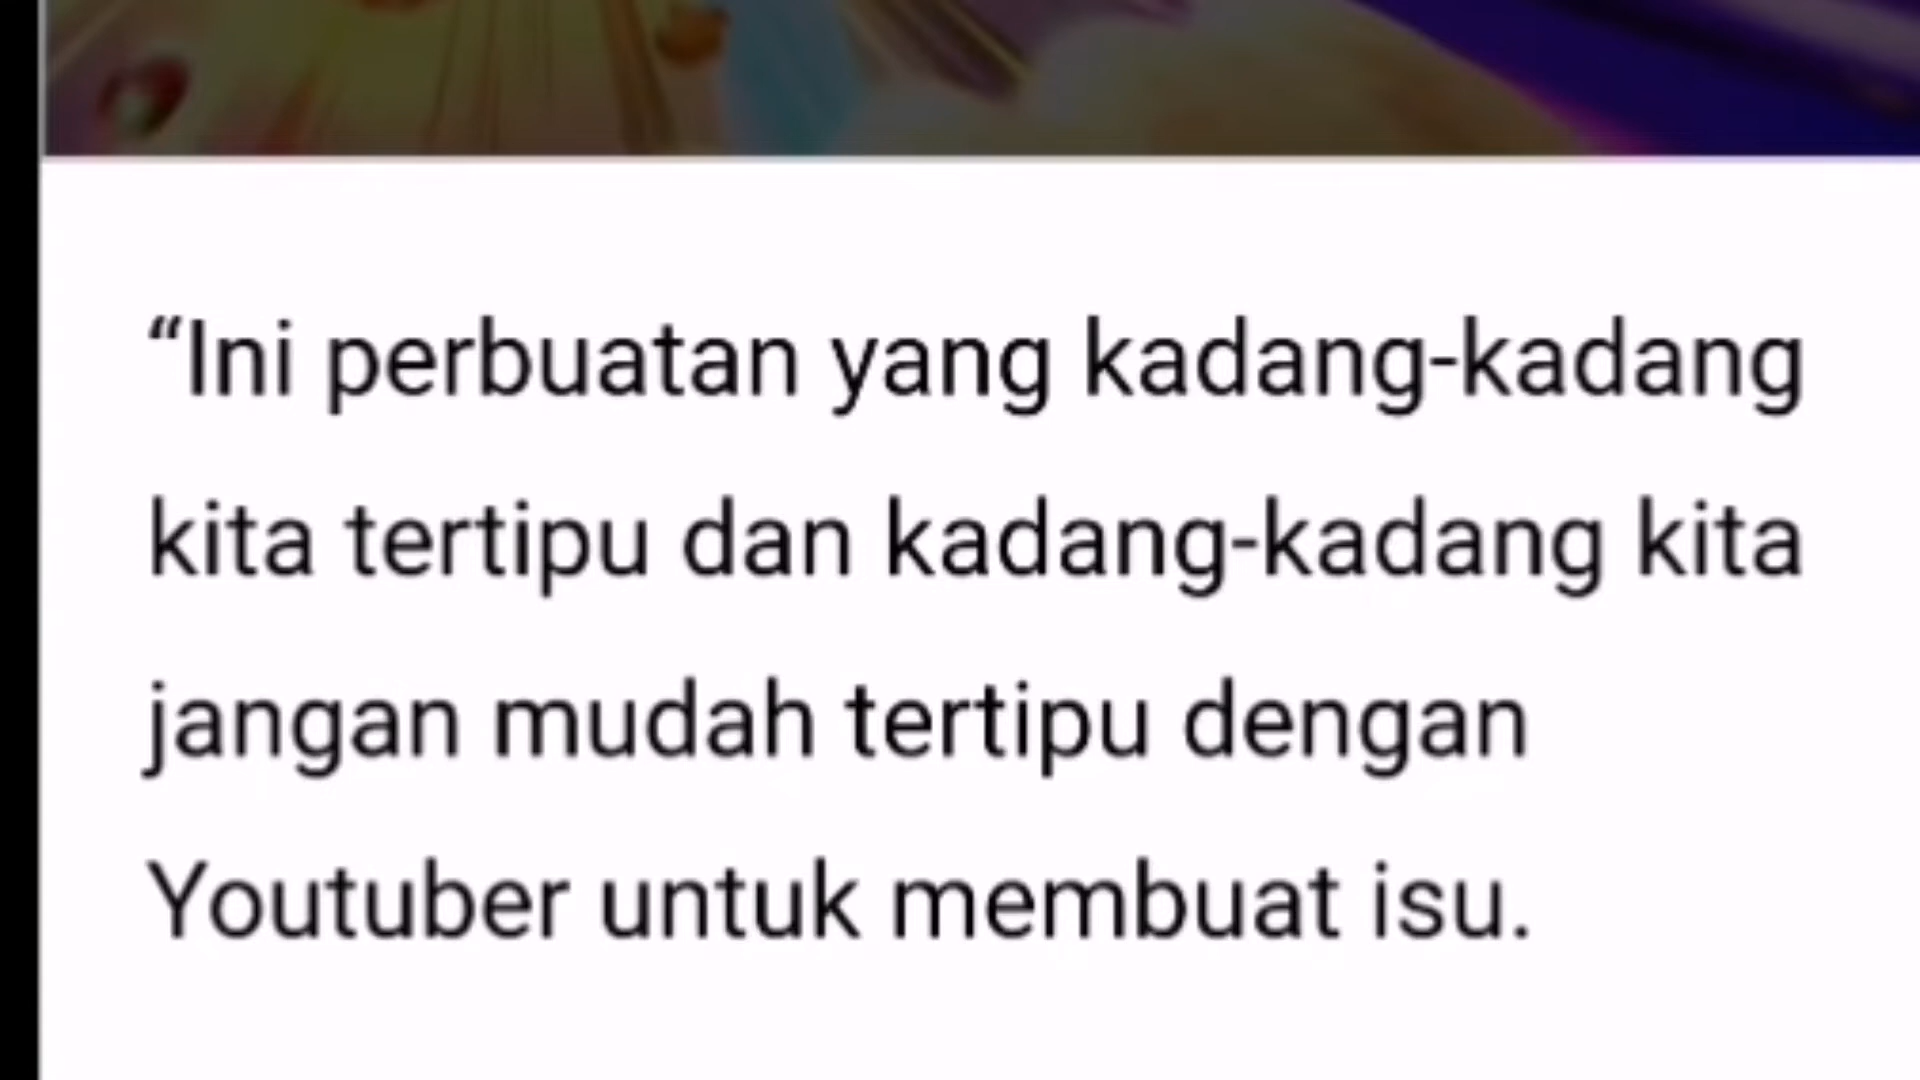 “Ini perbuatan yang kadang-kadang
kita tertipu dan kadang-kadang kita
jangan mudah tertipu dengan
Youtuber untuk membuat isu.